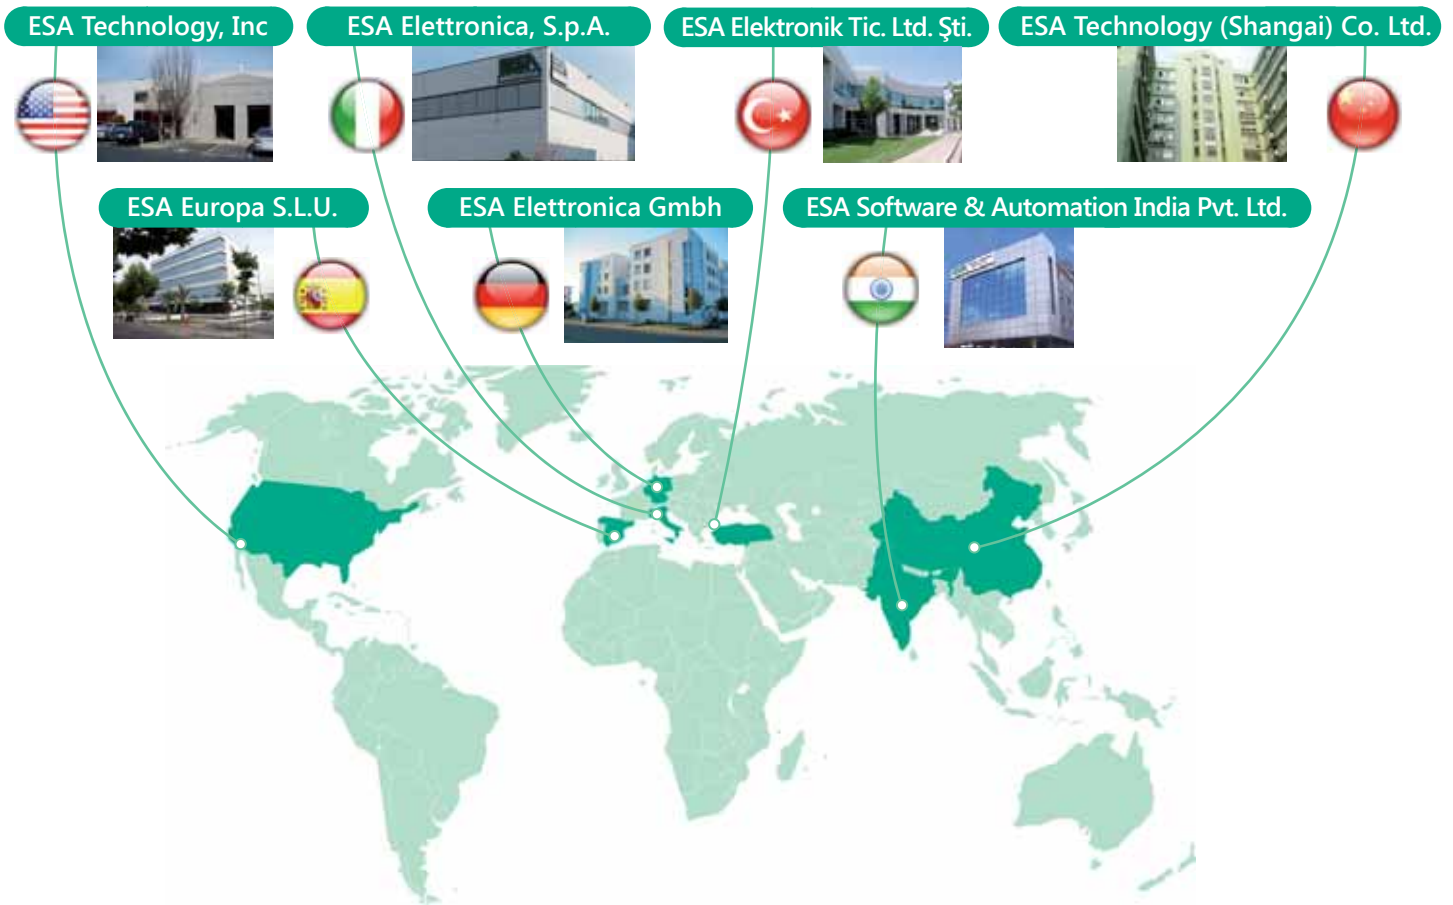 ESA Technology, Inc
ESA Elettronica, S.p.A.
ESA Elektronik Tic. Ltd. Şti.
ESA Technology (Shangai) Co. Ltd.
ESA Europa S.L.U.
ESA Elettronica Gmbh
ESA Software & Automation India Pvt. Ltd.